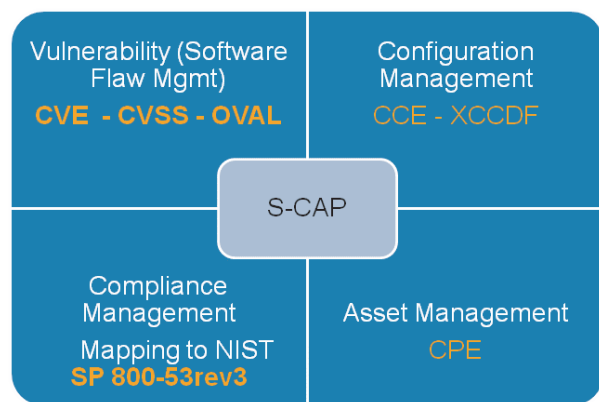 Vulnerability (Software
Flaw Mgmt)
CVE - CVSS - OVAL
Configuration
Management
CCE - XCCDF
S-CAP
Compliance
Management
Mapping to NIST
SP 800-53rev3
Asset Management
CPE